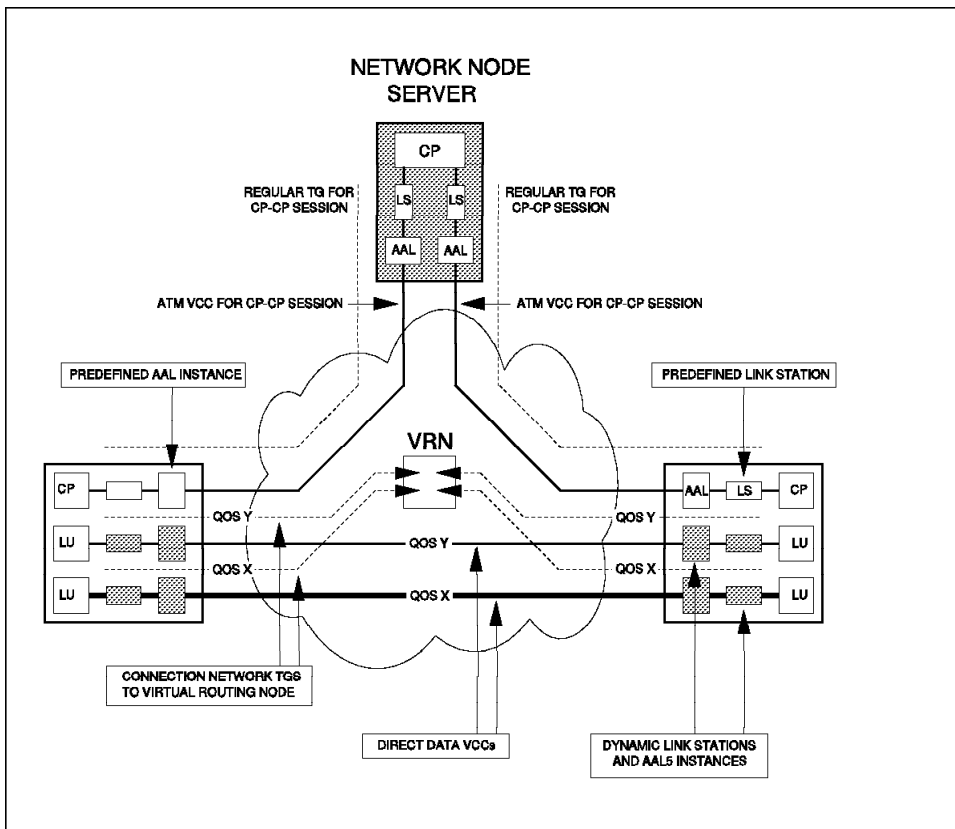 NETWORK NODE
SERVER
CP
LS
LS
AAL
AAL
REGULAR TG FOR
CP-CP SESSION
REGULAR TG FOR
CP-CP SESSION
ATM VCC FOR CP-CP SESSION
ATM VCC FOR CP-CP SESSION
PREDEFINED AAL INSTANCE
PREDEFINED LINK STATION
VRN
CP
AAL
LS
CP
QOS Y
QOS Y
LU
QOS Y
LU
QOS X
QOS X
LU
QOS X
LU
CONNECTION NETWORK TGS
TO VIRTUAL ROUTING NODE
DIRECT DATA VCCs
DYNAMIC LINK STATIONS
AND AAL5 INSTANCES